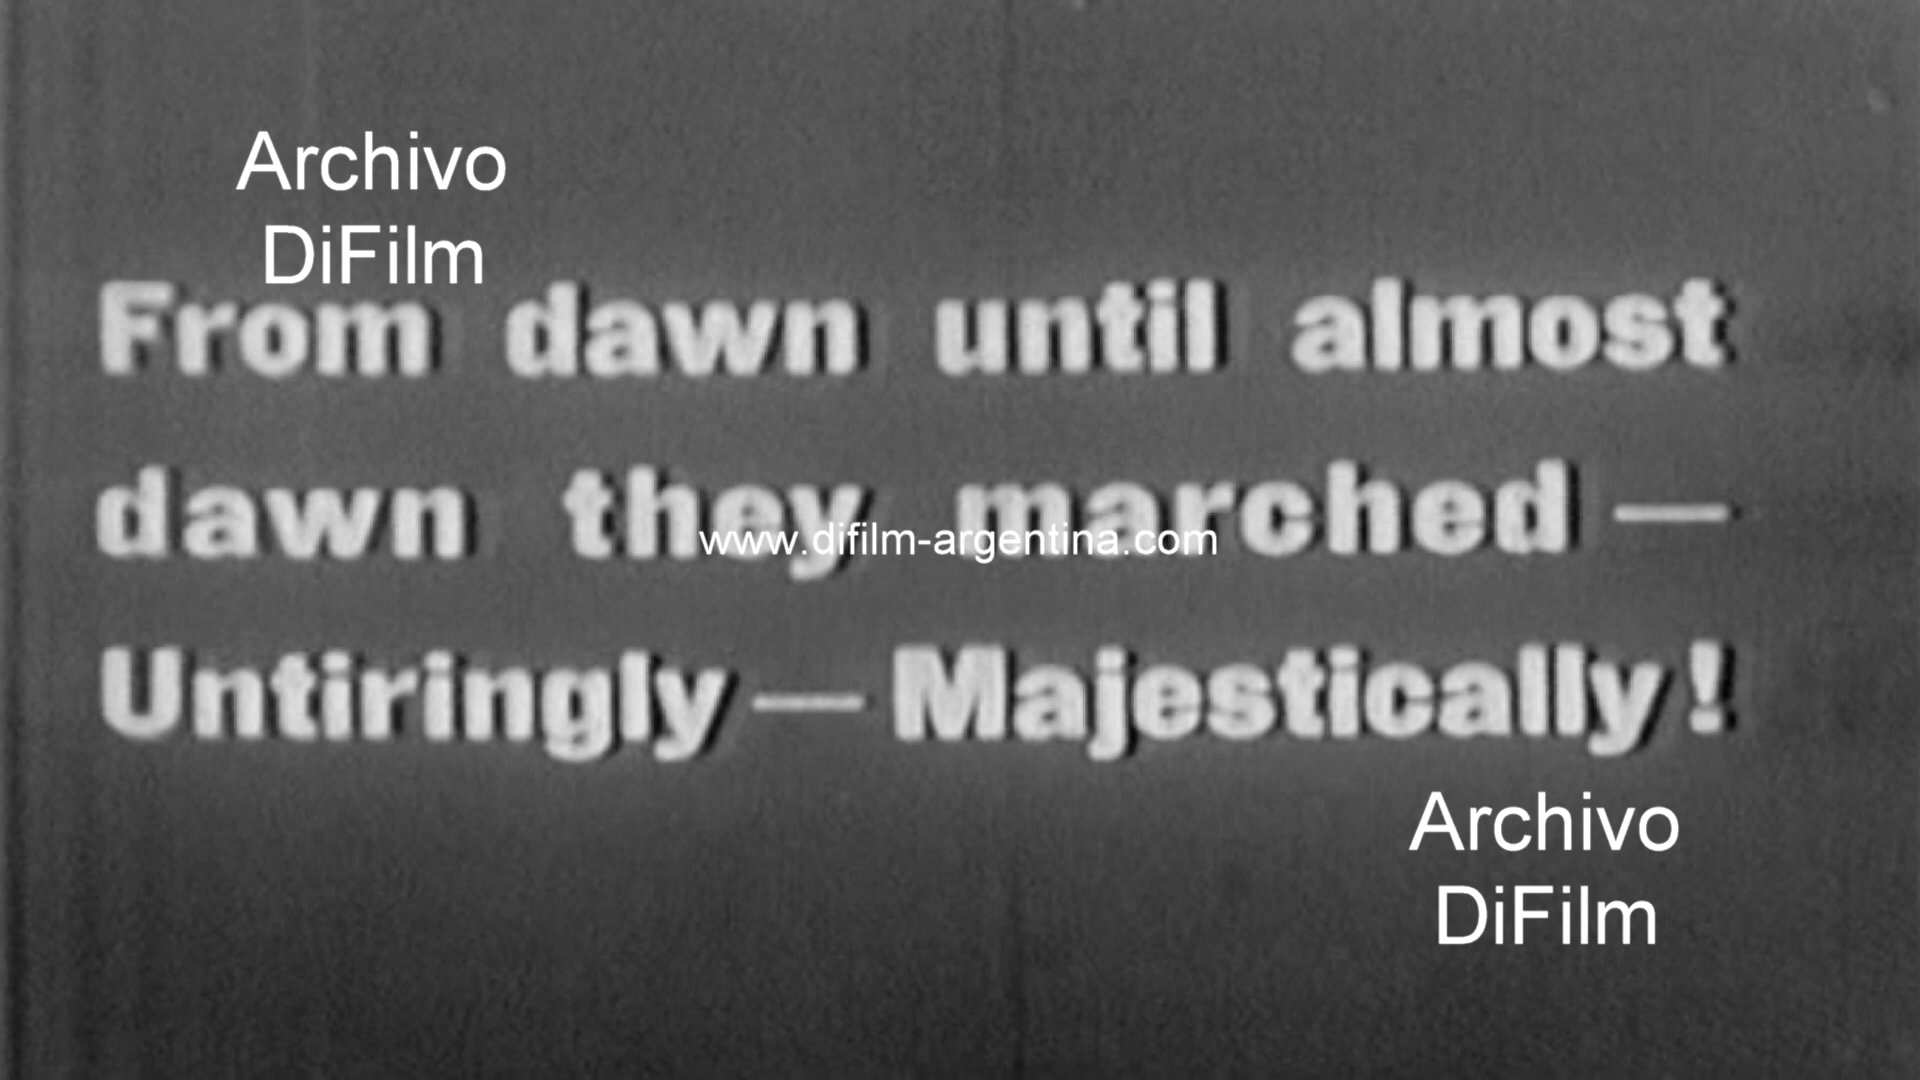 Archivo
DiFilm
From dawn until almost
dawn they marched —
www.difilm-argentina.com
Untiringly — Majestically!
Archivo
DiFilm